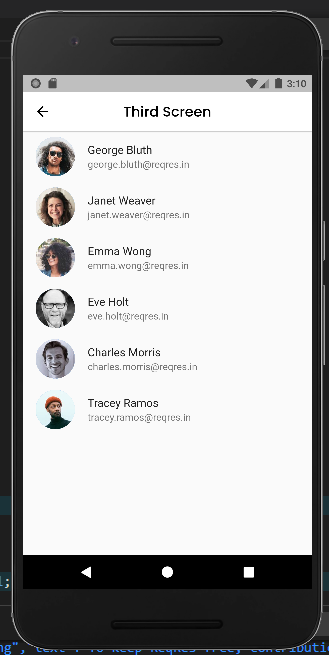 3:10
Third Screen
George Bluth
george.bluth@reqres.in
Janet Weaver
janet.weaver@reqres.in
Emma Wong
emma.wong@reqres.in
Eve Holt
eve.holt@reqres.in
Charles Morris
charles.morris@reqres.in
Tracey Ramos
tracey.ramos@reqres.in
l;